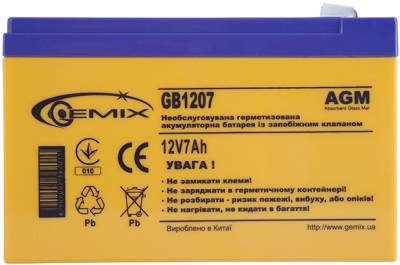 GEMIX
GB1207
AGM
Absorbent Glass Mat
Необслуговувана герметизована
акумуляторна батарея із запобіжним клапаном
12V7Ah
УВАГА !
010
• Не замикати клеми!
• Не заряджати в герметичному контейнері!
• Не розбирати - ризик пожежі, вибуху, або опіків!
• Не нагрівати, не кидати в багаття!
Pb
Pb
Вироблено в Китаї
www.gemix.ua